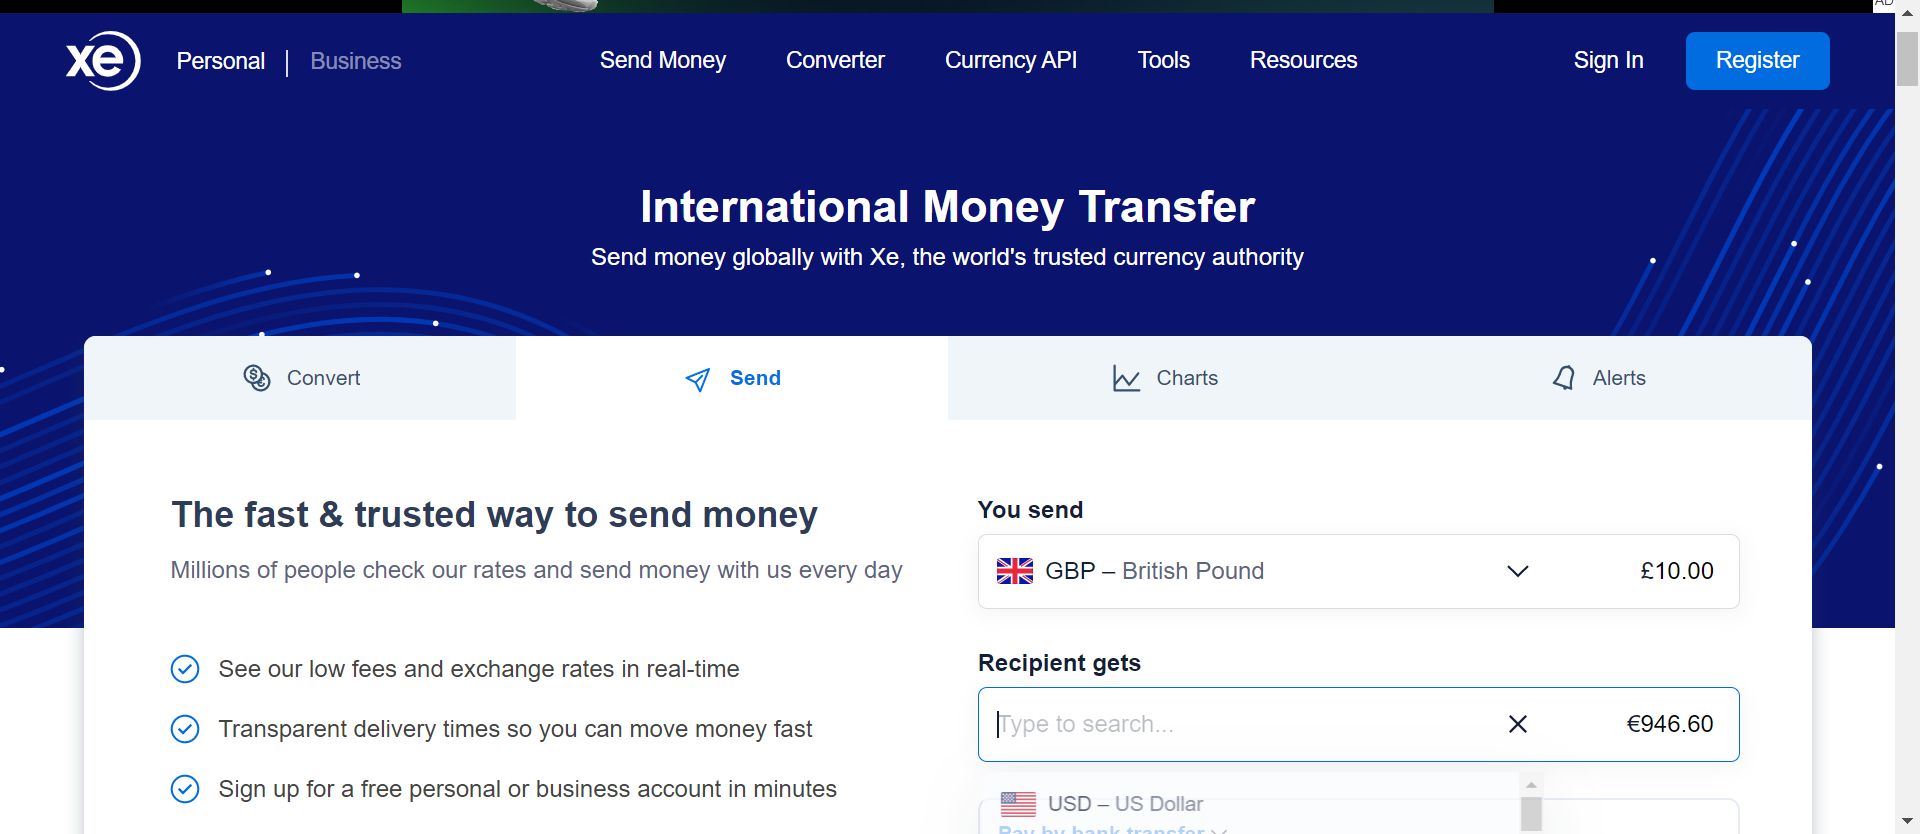 AD
xe Personal | Business Send Money Converter Currency API Tools Resources Sign In Register
International Money Transfer
Send money globally with Xe, the world's trusted currency authority
Convert Send Charts Alerts
The fast & trusted way to send money
Millions of people check our rates and send money with us every day
See our low fees and exchange rates in real-time
Transparent delivery times so you can move money fast
Sign up for a free personal or business account in minutes
You send
GBP – British Pound £10.00
Recipient gets
Type to search... €946.60
USD – US Dollar
Pay by bank transfer